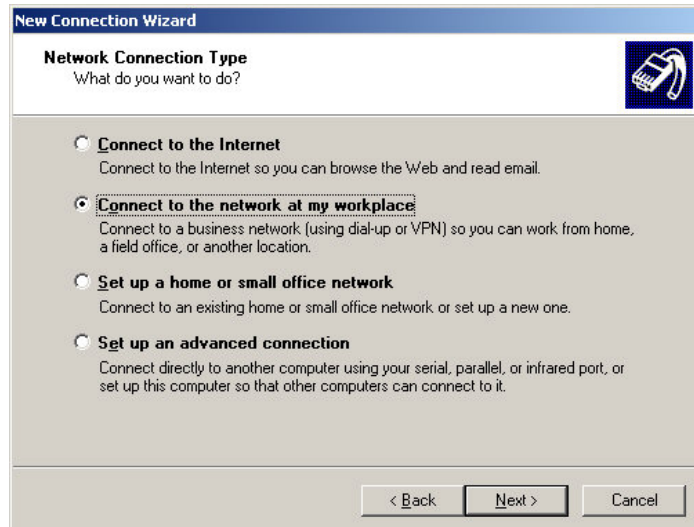 New Connection Wizard
Network Connection Type
What do you want to do?
Connect to the Internet
Connect to the Internet so you can browse the Web and read email.
Connect to the network at my workplace
Connect to a business network (using dial-up or VPN) so you can work from home,
a field office, or another location.
Set up a home or small office network
Connect to an existing home or small office network or set up a new one.
Set up an advanced connection
Connect directly to another computer using your serial, parallel, or infrared port, or
set up this computer so that other computers can connect to it.
< Back Next > Cancel